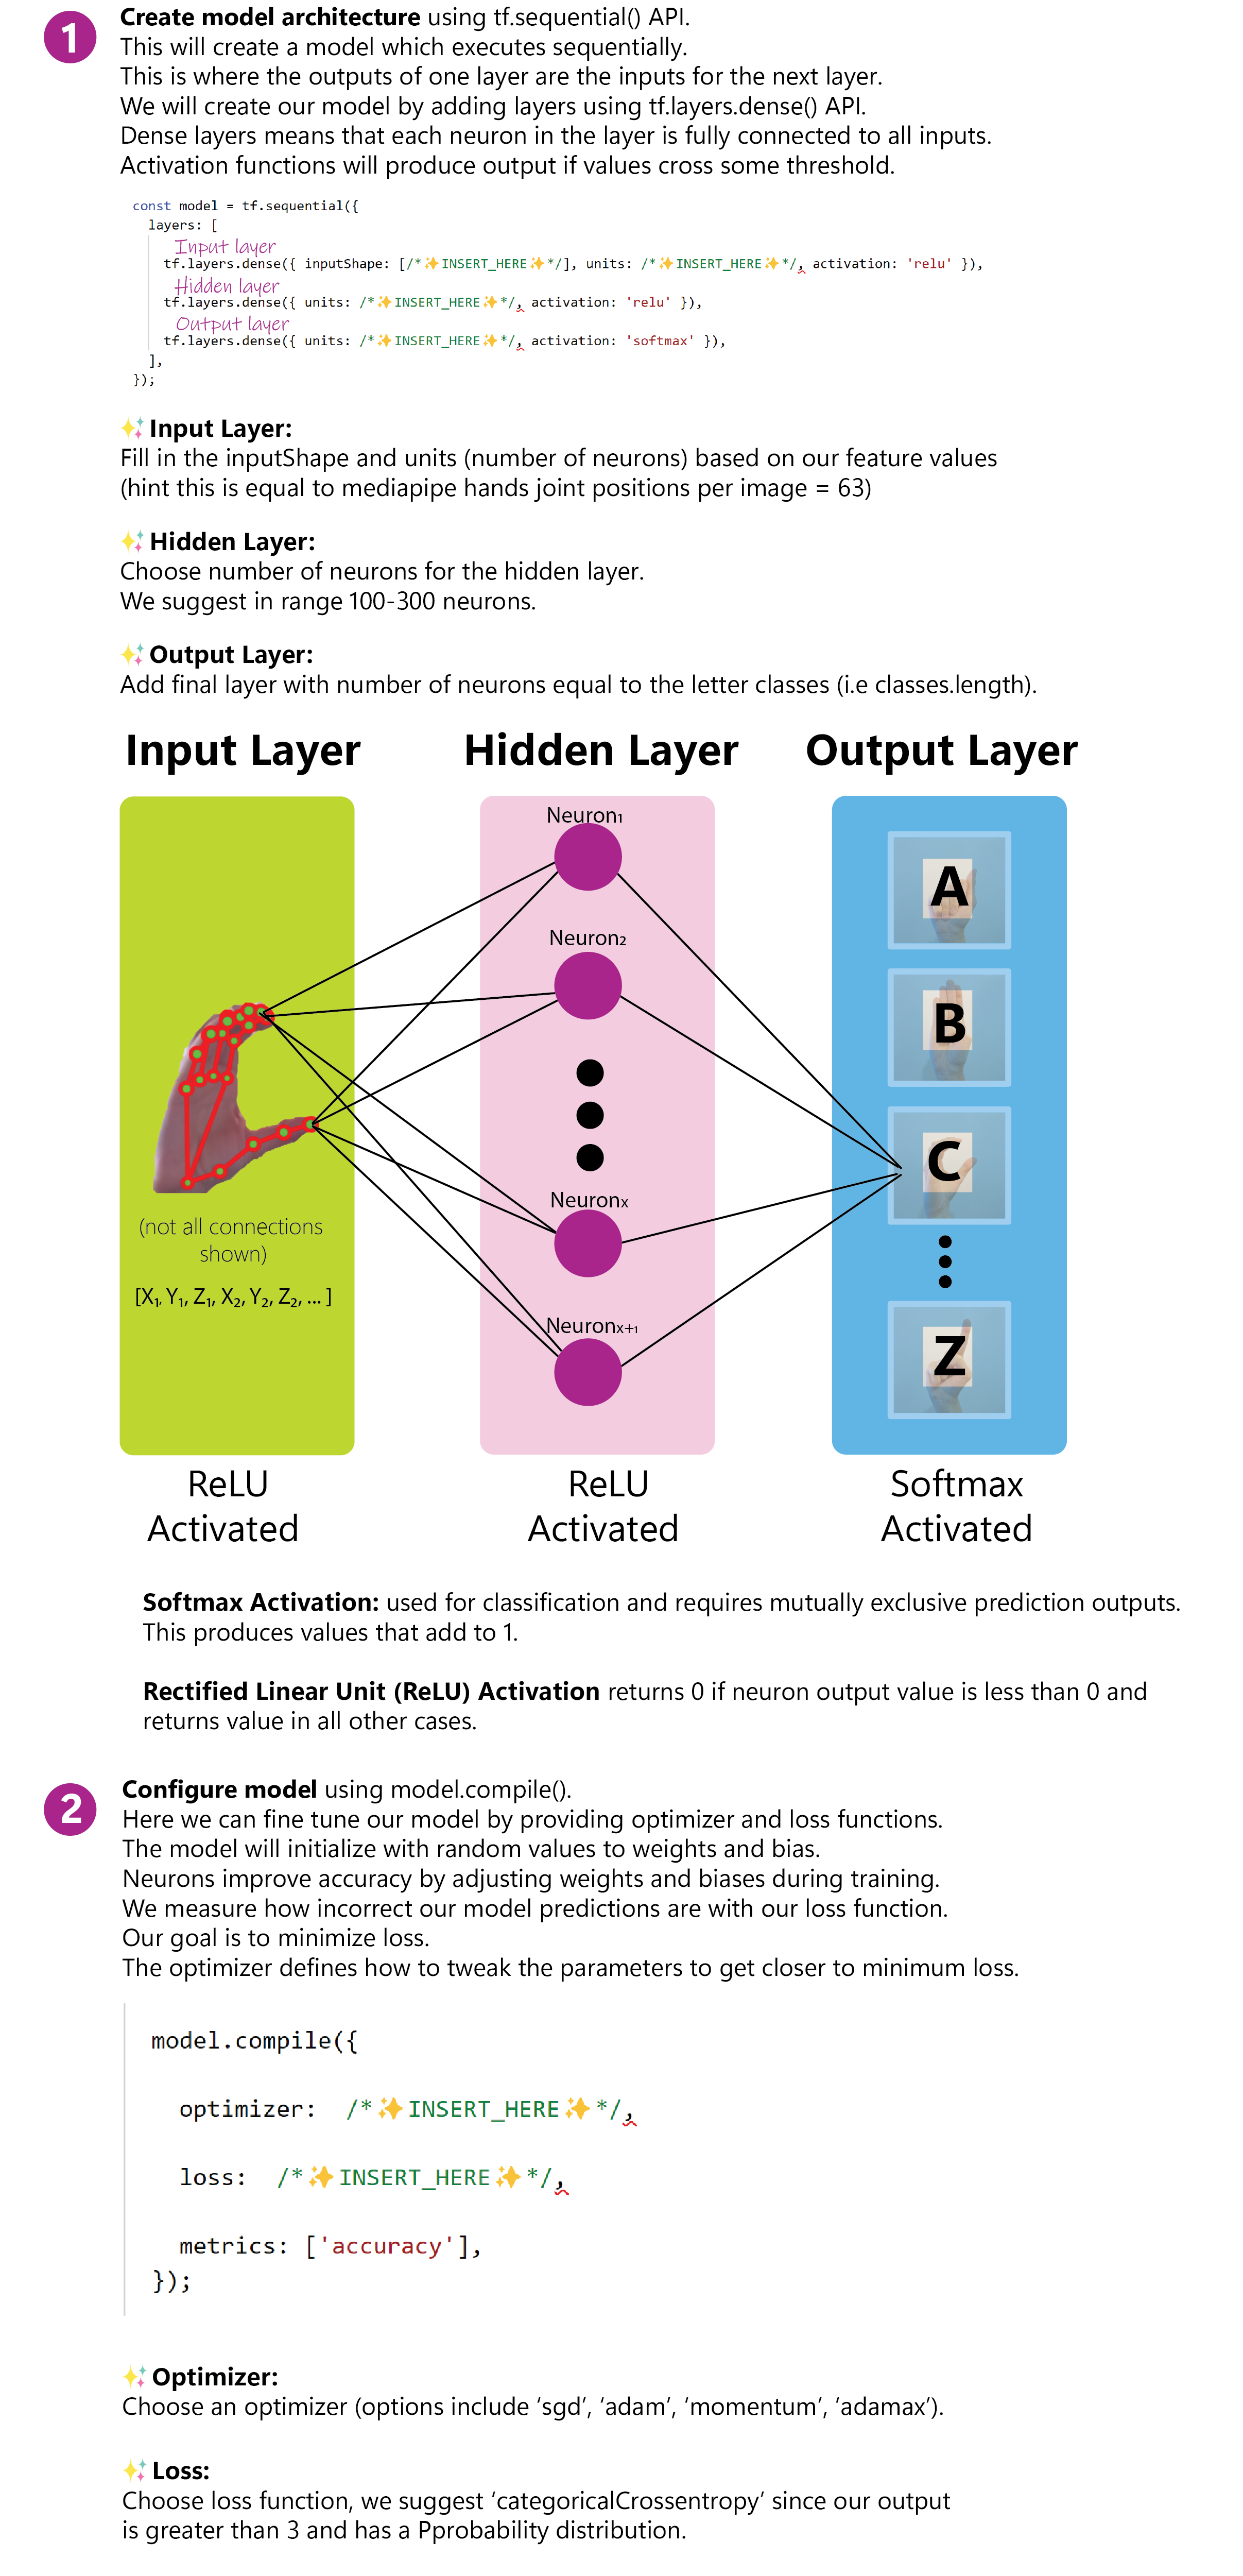 1
Create model architecture using tf.sequential() API.
This will create a model which executes sequentially.
This is where the outputs of one layer are the inputs for the next layer.
We will create our model by adding layers using tf.layers.dense() API.
Dense layers means that each neuron in the layer is fully connected to all inputs.
Activation functions will produce output if values cross some threshold.
const model = tf.sequential({
layers: [
Input layer
tf.layers.dense({ inputShape: [/*✨INSERT_HERE✨*/], units: /*✨INSERT_HERE✨*/, activation: 'relu' }),
Hidden layer
tf.layers.dense({ units: /*✨INSERT_HERE✨*/, activation: 'relu' }),
Output layer
tf.layers.dense({ units: /*✨INSERT_HERE✨*/, activation: 'softmax' }),
],
});
✨Input Layer:
Fill in the inputShape and units (number of neurons) based on our feature values
(hint this is equal to mediapipe hands joint positions per image = 63)
✨Hidden Layer:
Choose number of neurons for the hidden layer.
We suggest in range 100-300 neurons.
✨Output Layer:
Add final layer with number of neurons equal to the letter classes (i.e classes.length).
Input Layer Hidden Layer Output Layer
Neuron₁
A
Neuron₂
B
C
Neuronₓ
(not all connections
shown)
[X₁, Y₁, Z₁, X₂, Y₂, Z₂, ... ]
Neuronₓ₊₁
Z
ReLU
Activated
ReLU
Activated
Softmax
Activated
Softmax Activation: used for classification and requires mutually exclusive prediction outputs.
This produces values that add to 1.
Rectified Linear Unit (ReLU) Activation returns 0 if neuron output value is less than 0 and
returns value in all other cases.
2
Configure model using model.compile().
Here we can fine tune our model by providing optimizer and loss functions.
The model will initialize with random values to weights and bias.
Neurons improve accuracy by adjusting weights and biases during training.
We measure how incorrect our model predictions are with our loss function.
Our goal is to minimize loss.
The optimizer defines how to tweak the parameters to get closer to minimum loss.
model.compile({
optimizer: /*✨INSERT_HERE✨*/,
loss: /*✨INSERT_HERE✨*/,
metrics: ['accuracy'],
});
✨Optimizer:
Choose an optimizer (options include ‘sgd’, ‘adam’, ‘momentum’, ‘adamax’).
✨Loss:
Choose loss function, we suggest ‘categoricalCrossentropy’ since our output
is greater than 3 and has a Pprobability distribution.